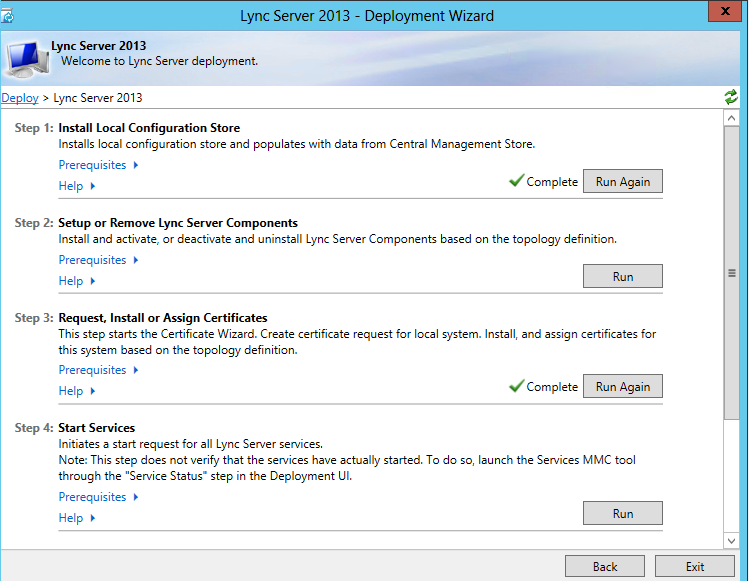 Lync Server 2013 - Deployment Wizard
x
Lync Server 2013
Welcome to Lync Server deployment.
Deploy > Lync Server 2013
Step 1: Install Local Configuration Store
Installs local configuration store and populates with data from Central Management Store.
Prerequisites
Help
Complete Run Again
Step 2: Setup or Remove Lync Server Components
Install and activate, or deactivate and uninstall Lync Server Components based on the topology definition.
Prerequisites
Help
Run
Step 3: Request, Install or Assign Certificates
This step starts the Certificate Wizard. Create certificate request for local system. Install, and assign certificates for
this system based on the topology definition.
Prerequisites
Help
Complete Run Again
Step 4: Start Services
Initiates a start request for all Lync Server services.
Note: This step does not verify that the services have actually started. To do so, launch the Services MMC tool
through the "Service Status" step in the Deployment UI.
Prerequisites
Help
Run
Back Exit